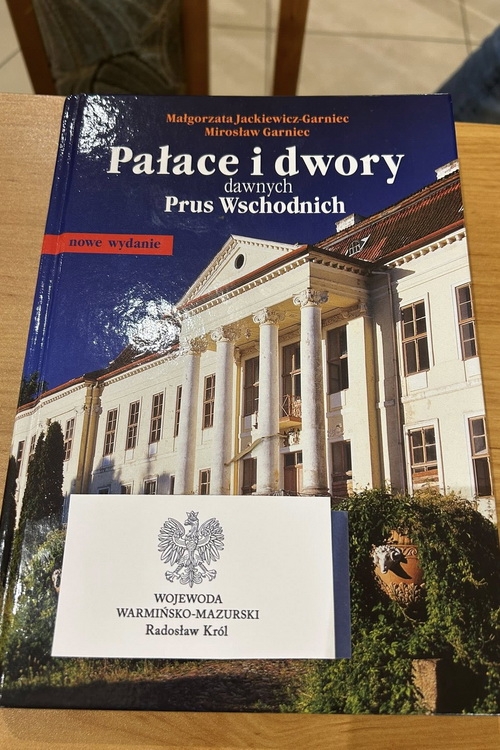 Małgorzata Jackiewicz-Garniec
Mirosław Garniec
Pałace i dwory
dawnych
Prus Wschodnich
nowe wydanie
WOJEWODA
WARMIŃSKO-MAZURSKI
Radosław Król